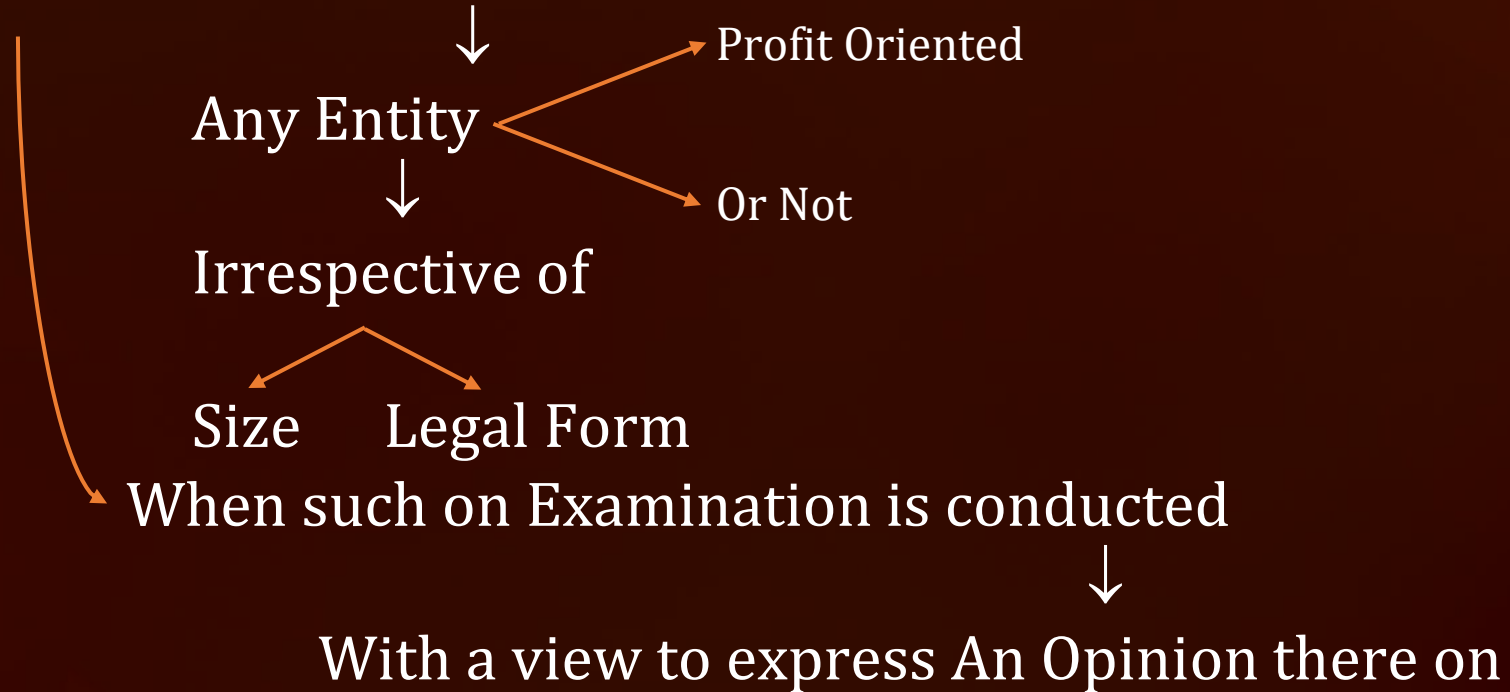 Profit Oriented
Any Entity
Or Not
Irrespective of
Size Legal Form
When such on Examination is conducted
With a view to express An Opinion there on